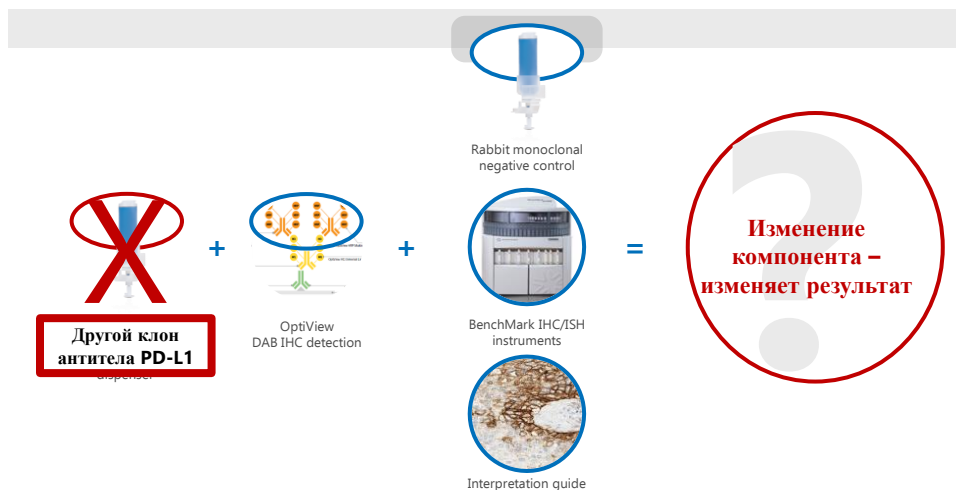 Rabbit monoclonal
negative control
+
+
=
?
Изменение
компонента –
изменяет результат
Другой клон
антитела PD-L1
dispenser
OptiView
DAB IHC detection
BenchMark IHC/ISH
instruments
Interpretation guide